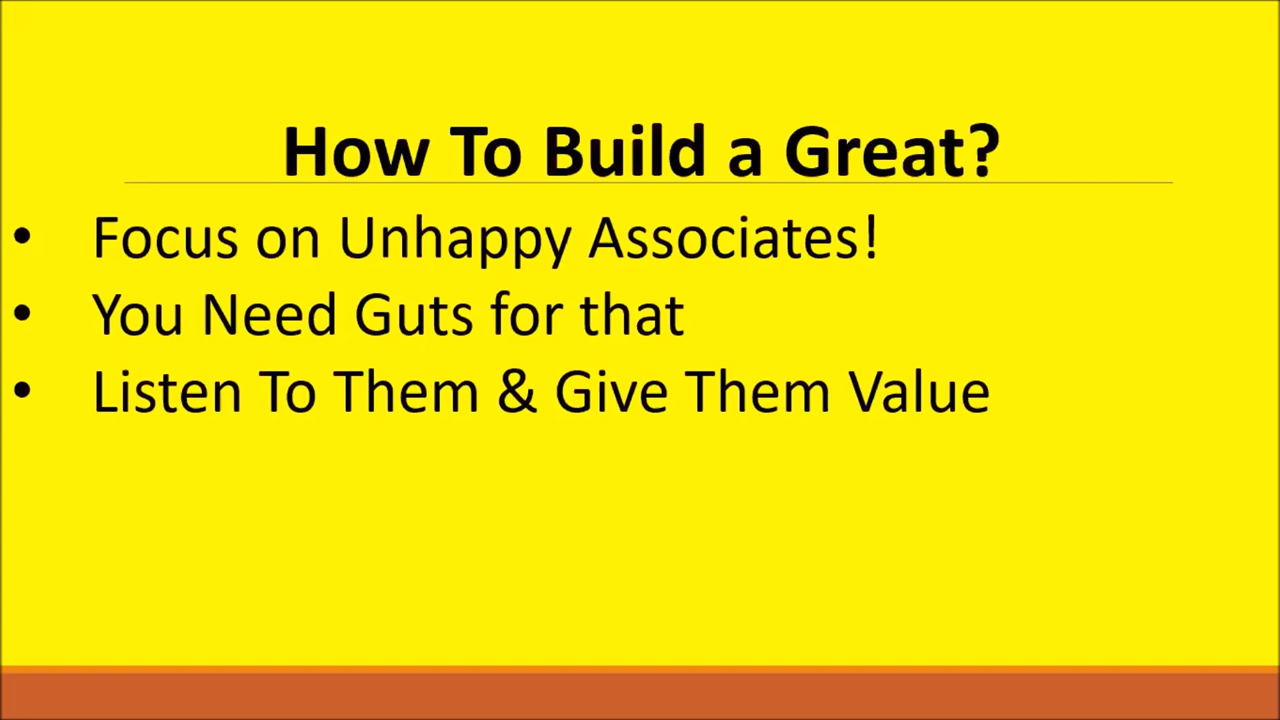 How To Build a Great?
• Focus on Unhappy Associates!
• You Need Guts for that
• Listen To Them & Give Them Value